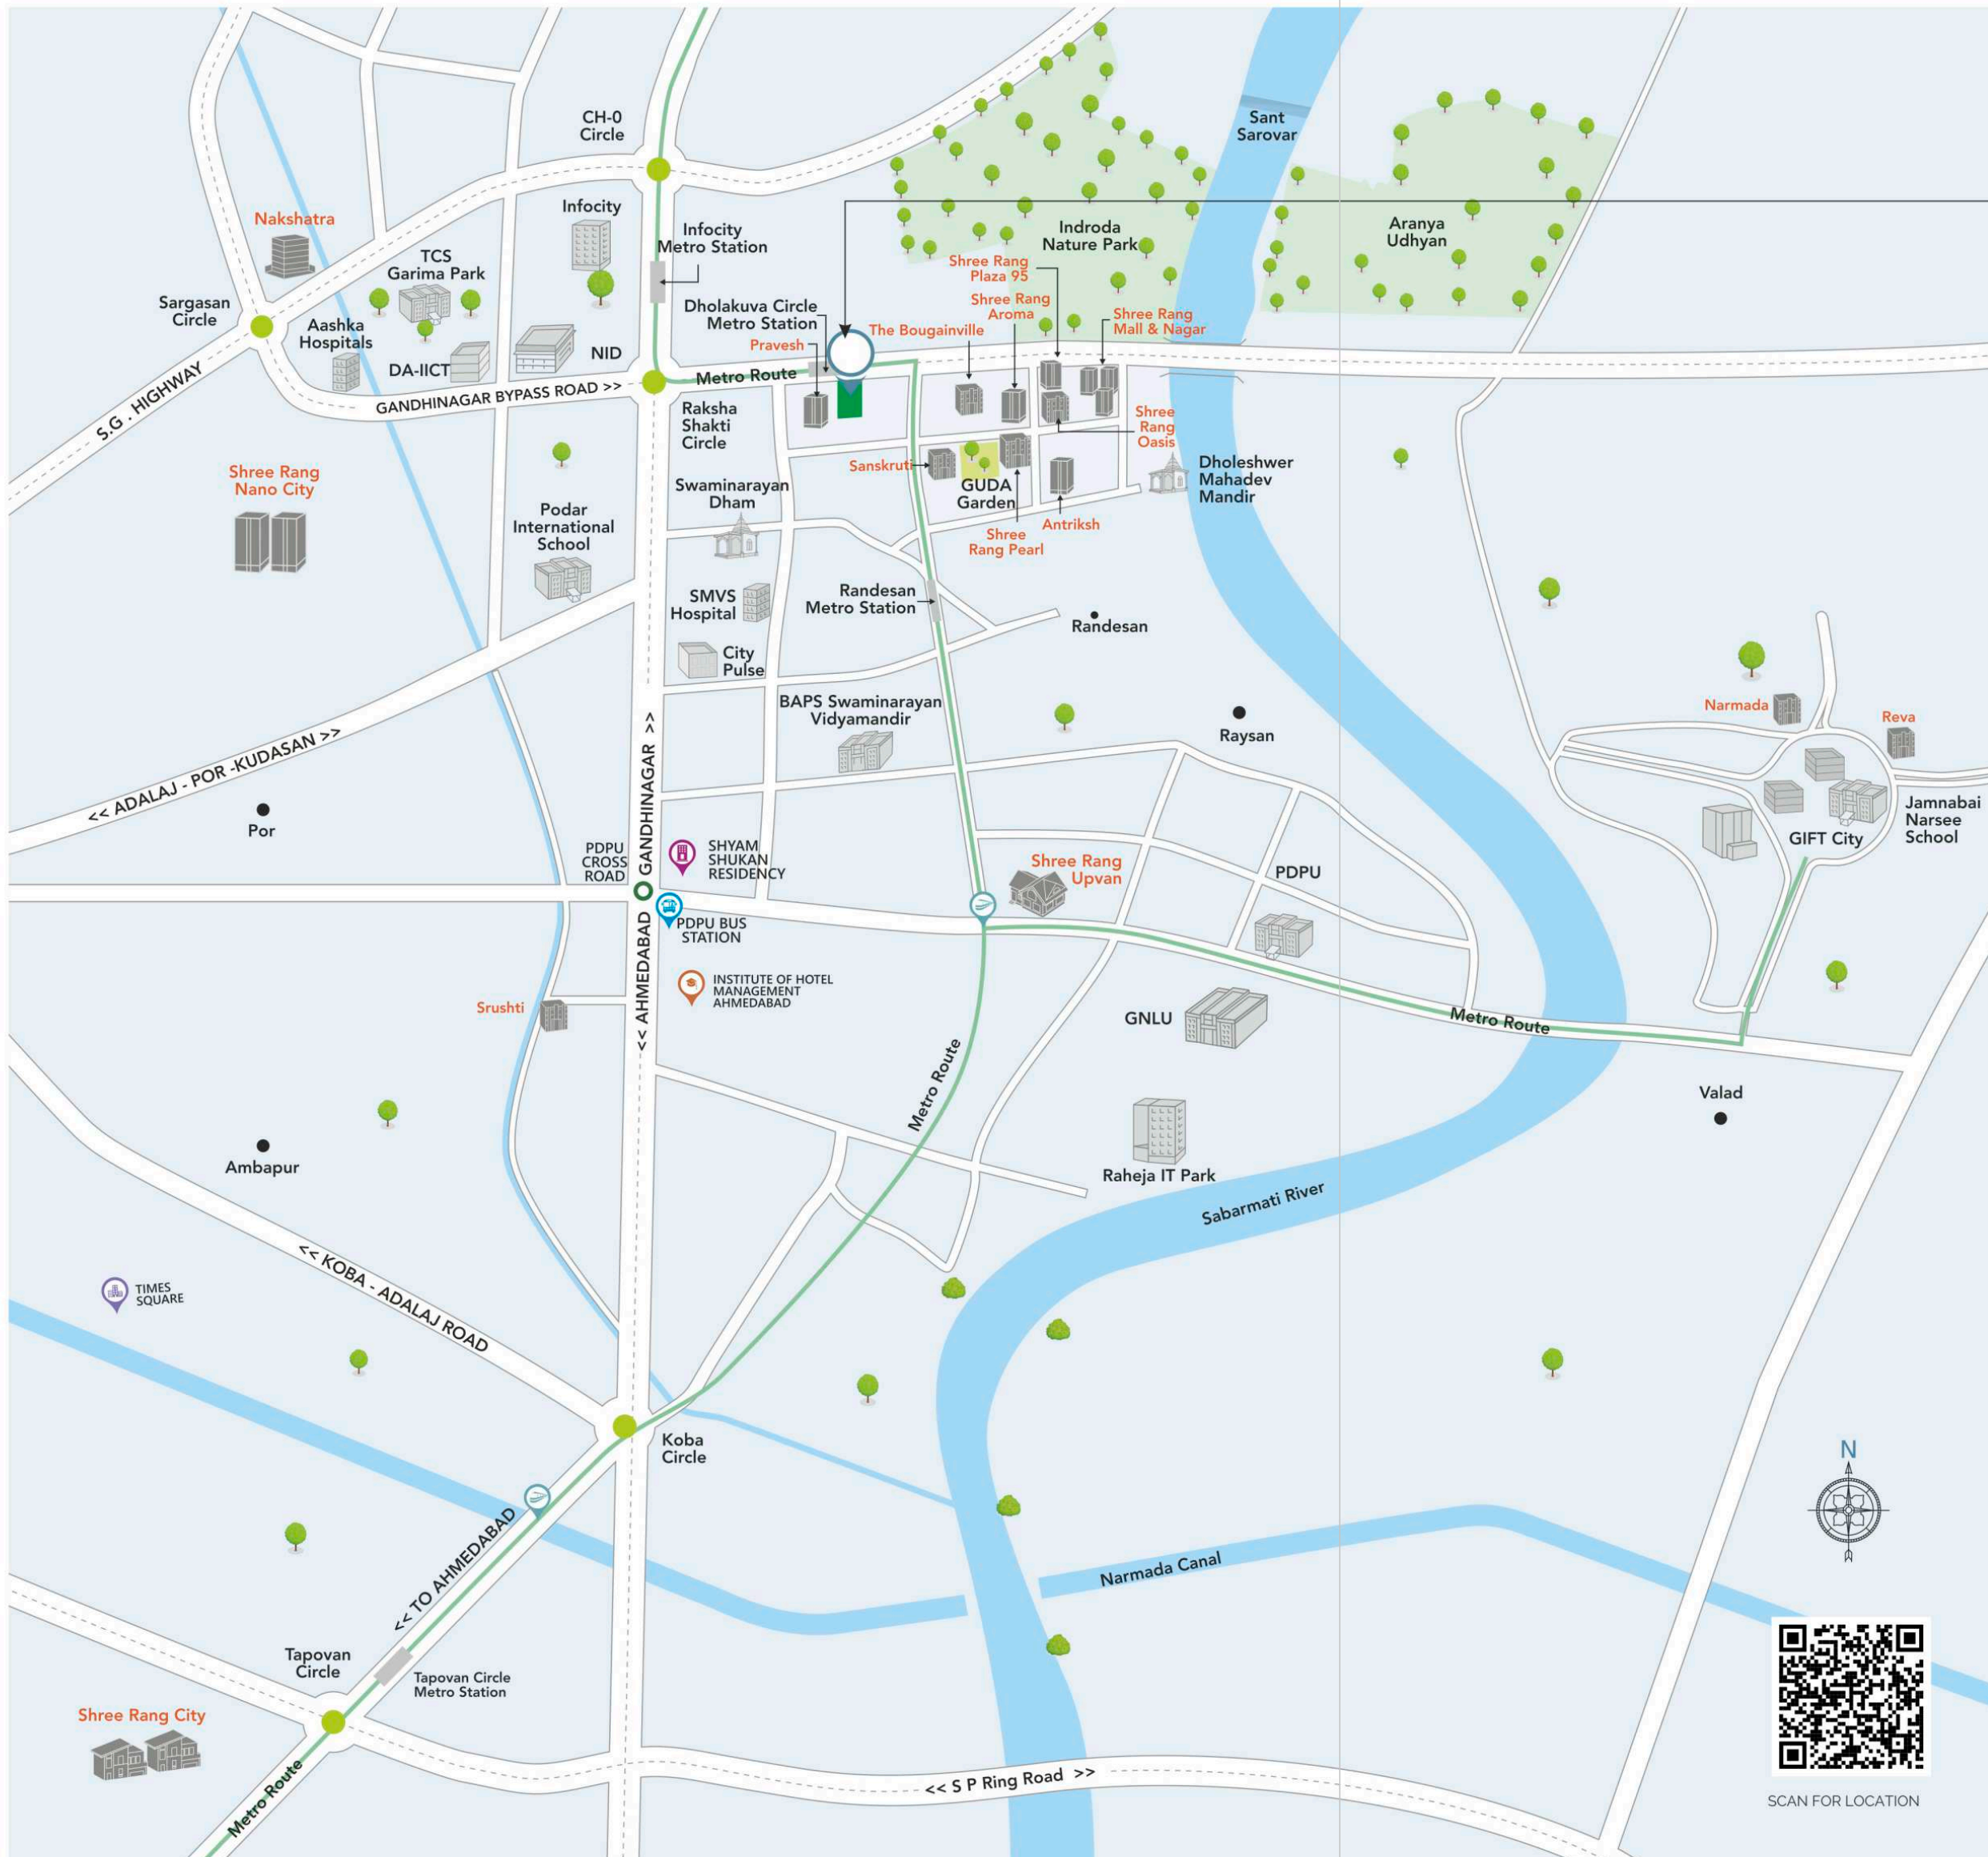 CH-0
Circle
Sant
Sarovar
Nakshatra
Infocity
Infocity
Metro Station
Indroda
Nature Park
Aranya
Udhyan
TCS
Garima Park
Shree Rang
Plaza 95
Sargasan
Circle
Aashka
Hospitals
Dholakuva Circle
Metro Station
Shree Rang
Aroma
The Bougainville
Shree Rang
Mall & Nagar
Pravesh
DA-IICT
NID
Metro Route
S.G . HIGHWAY
GANDHINAGAR BYPASS ROAD >>
Raksha
Shakti
Circle
Shree
Rang
Oasis
Shree Rang
Nano City
Sanskruti
Dholeshwer
Mahadev
Mandir
Swaminarayan
Dham
GUDA
Garden
Podar
International
School
Antriksh
Shree
Rang Pearl
SMVS
Hospital
Randesan
Metro Station
Randesan
City
Pulse
BAPS Swaminarayan
Vidyamandir
Raysan
Narmada
Reva
<< ADALAJ - POR -KUDASAN >>
Por
<< AHMEDABAD
GANDHINAGAR >>
PDPU
CROSS
ROAD
SHYAM
SHUKAN
RESIDENCY
Shree Rang
Upvan
PDPU
GIFT City
Jamnabai
Narsee
School
PDPU BUS
STATION
INSTITUTE OF HOTEL
MANAGEMENT
AHMEDABAD
Srushti
GNLU
Metro Route
Metro Route
Valad
Ambapur
Raheja IT Park
Sabarmati River
<< KOBA - ADALAJ ROAD
TIMES
SQUARE
Koba
Circle
N
<< TO AHMEDABAD
Narmada Canal
Tapovan
Circle
Tapovan Circle
Metro Station
Shree Rang City
Metro Route
<< S P Ring Road >>
SCAN FOR LOCATION